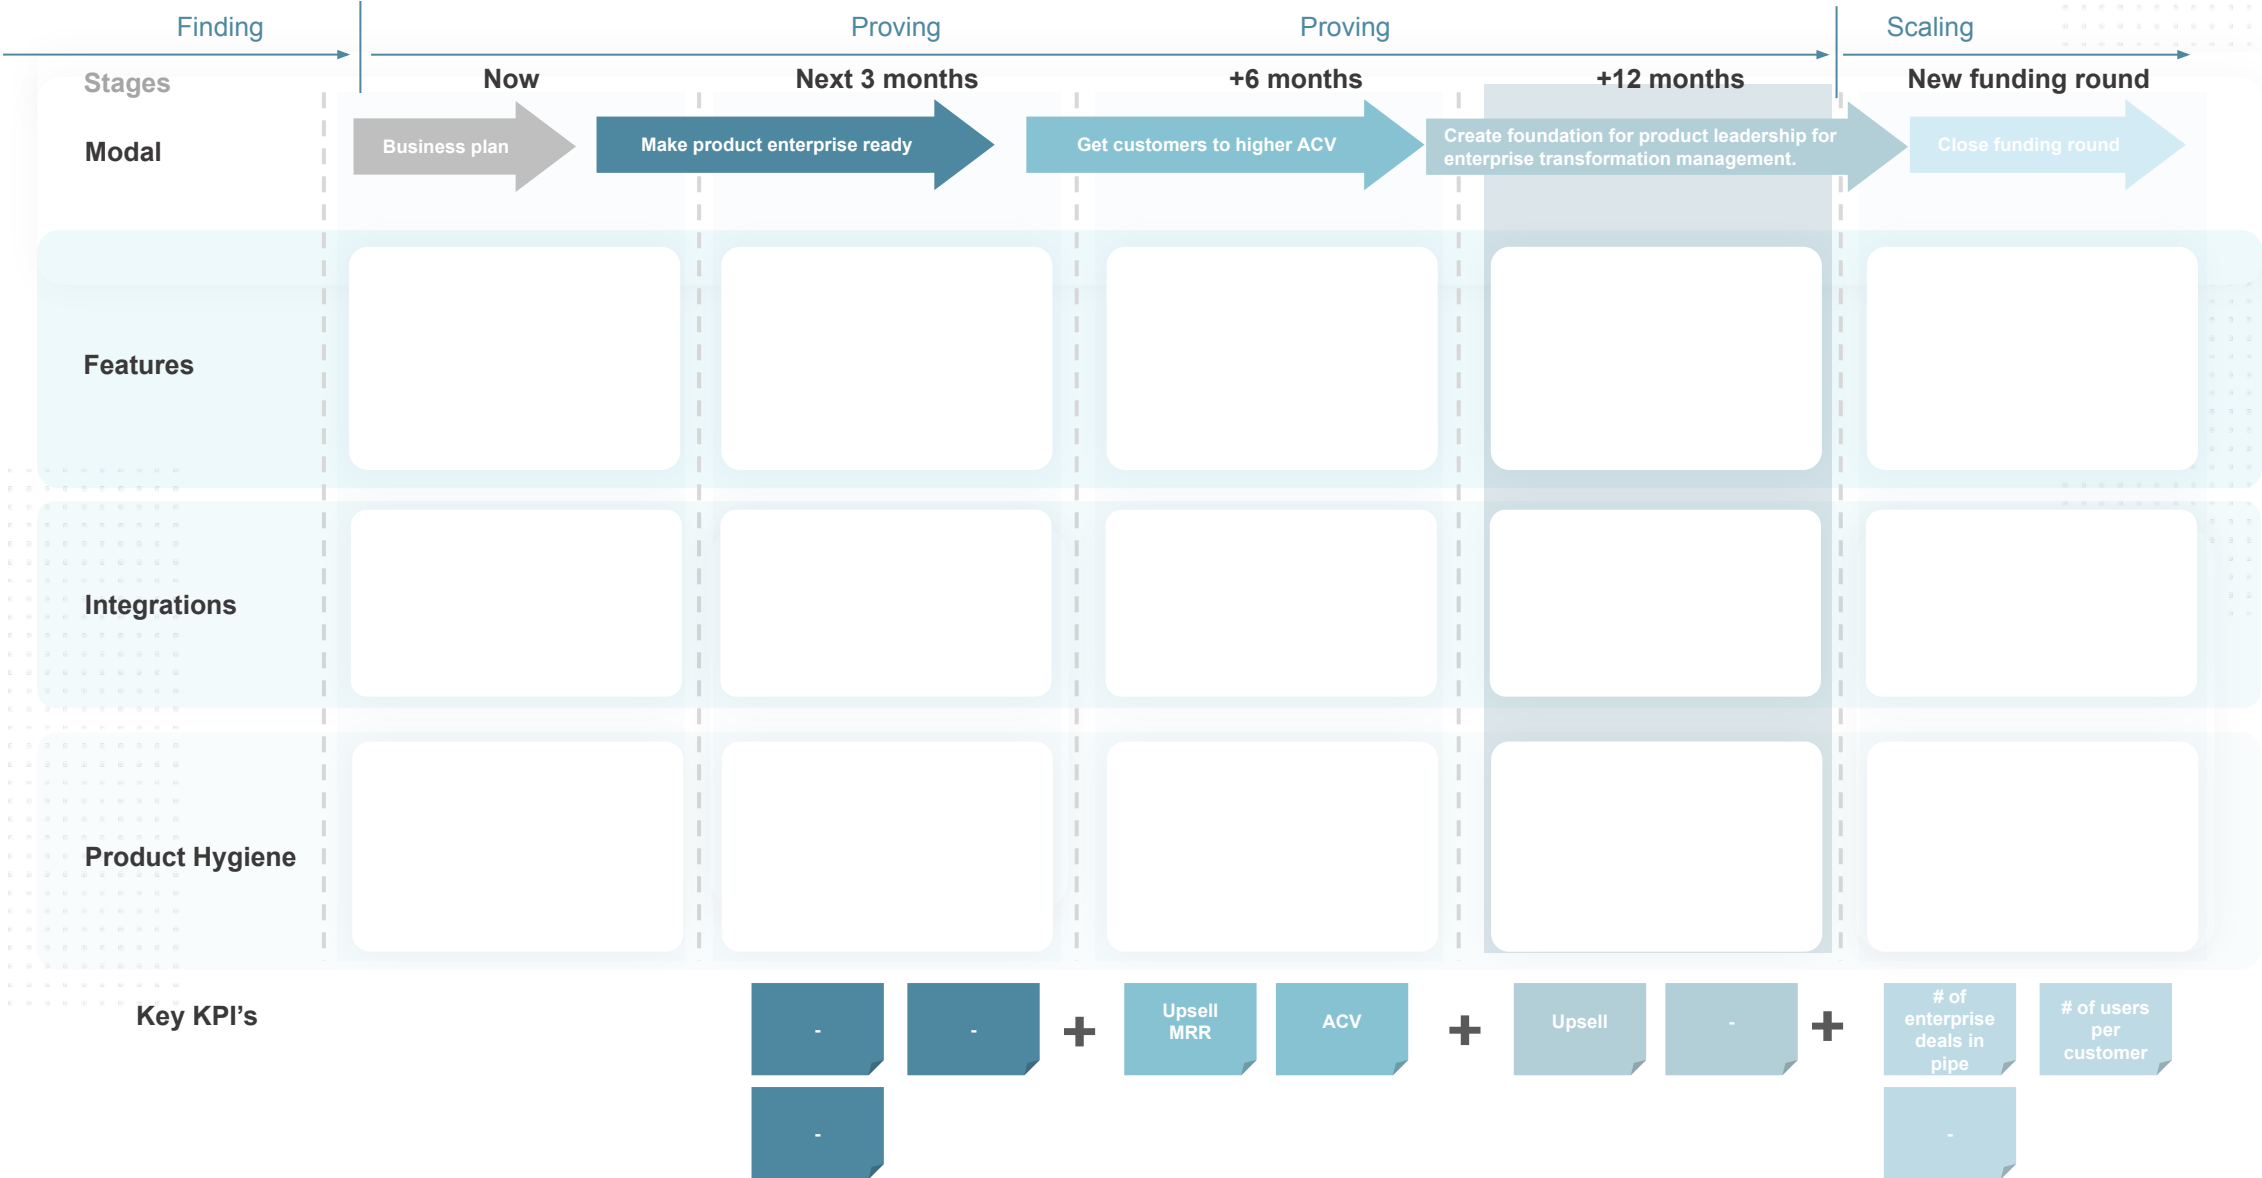 Finding
Proving
Proving
Scaling
Stages
Now
Next 3 months
+6 months
+12 months
New funding round
Modal
Business plan
Make product enterprise ready
Get customers to higher ACV
Create foundation for product leadership for
enterprise transformation management.
Close funding round
Features
Integrations
Product Hygiene
Key KPI’s
-
-
-
+
Upsell
MRR
ACV
+
Upsell
-
+
# of
enterprise
deals in
pipe
# of users
per
customer
-